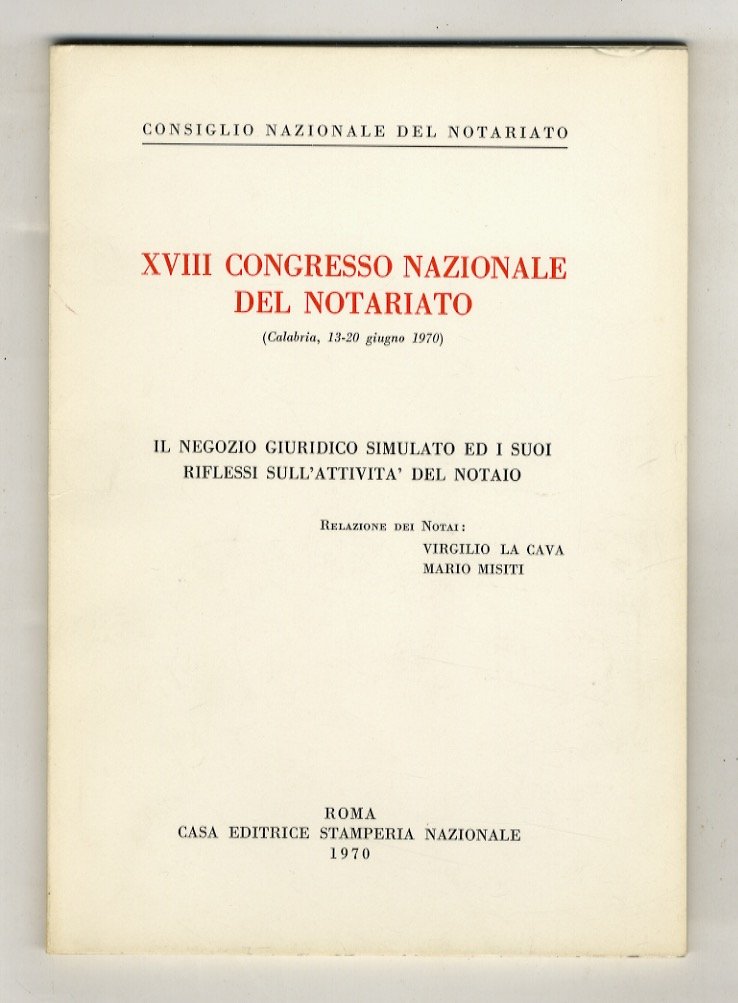 CONSIGLIO NAZIONALE DEL NOTARIATO
XVIII CONGRESSO NAZIONALE
DEL NOTARIATO
(Calabria, 13-20 giugno 1970)
IL NEGOZIO GIURIDICO SIMULATO ED I SUOI
RIFLESSI SULL'ATTIVITA' DEL NOTAIO
Relazione dei Notai:
VIRGILIO LA CAVA
MARIO MISITI
ROMA
CASA EDITRICE STAMPERIA NAZIONALE
1970